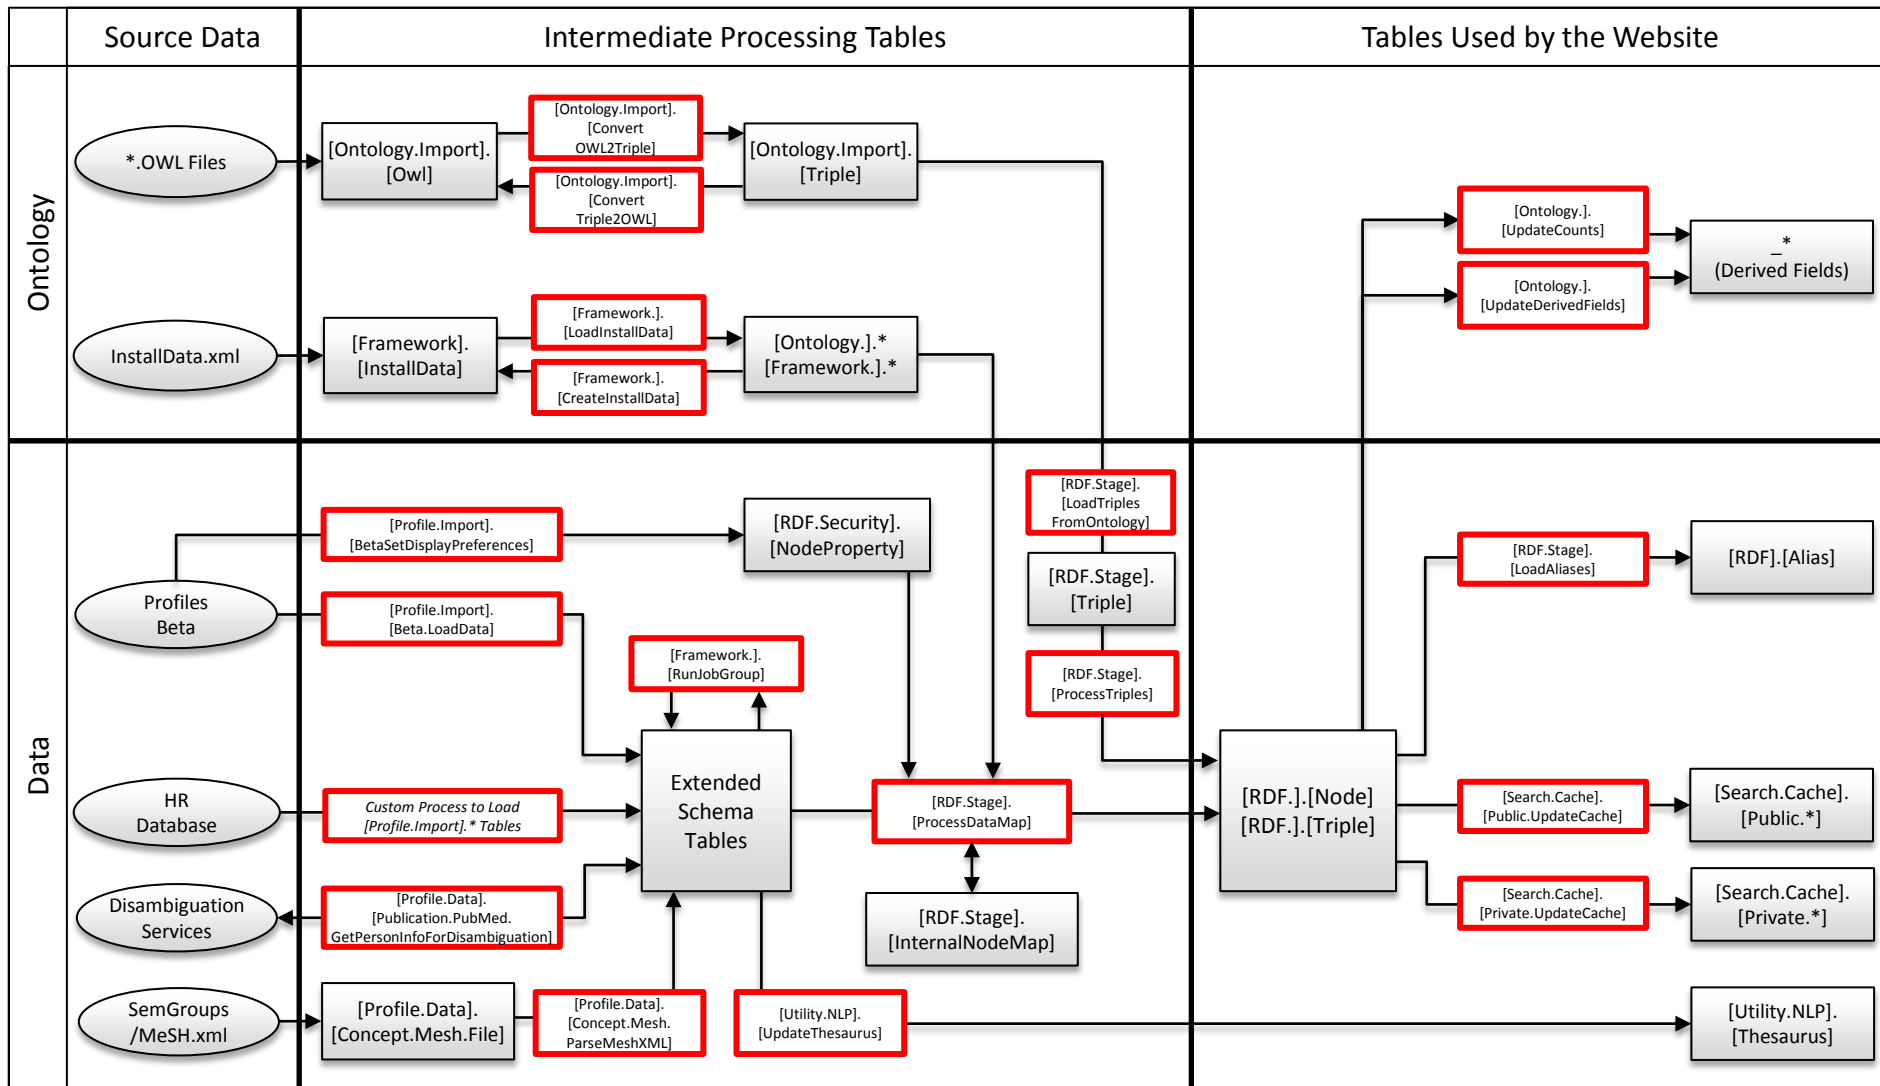 Source Data
Intermediate Processing Tables
Tables Used by the Website
Ontology
*.OWL Files
[Ontology.Import].
[Owl]
[Ontology.Import].
[Convert
OWL2Triple]
[Ontology.Import].
[Convert
Triple2OWL]
[Ontology.Import].
[Triple]
[Ontology.].
[UpdateCounts]
[Ontology.].
[UpdateDerivedFields]
_*
(Derived Fields)
InstallData.xml
[Framework].
[InstallData]
[Framework.].
[LoadInstallData]
[Framework.].
[CreateInstallData]
[Ontology.].*
[Framework.].*
Data
Profiles
Beta
[Profile.Import].
[BetaSetDisplayPreferences]
[RDF.Security].
[NodeProperty]
[Profile.Import].
[Beta.LoadData]
[Framework.].
[RunJobGroup]
[RDF.Stage].
[LoadTriples
FromOntology]
[RDF.Stage].
[Triple]
[RDF.Stage].
[ProcessTriples]
[RDF.Stage].
[LoadAliases]
[RDF].[Alias]
HR
Database
Custom Process to Load
[Profile.Import].* Tables
Extended
Schema
Tables
[RDF.Stage].
[ProcessDataMap]
[RDF.].[Node]
[RDF.].[Triple]
[Search.Cache].
[Public.UpdateCache]
[Search.Cache].
[Public.*]
Disambiguation
Services
[Profile.Data].
[Publication.PubMed.
GetPersonInfoForDisambiguation]
[RDF.Stage].
[InternalNodeMap]
[Search.Cache].
[Private.UpdateCache]
[Search.Cache].
[Private.*]
SemGroups
/MeSH.xml
[Profile.Data].
[Concept.Mesh.File]
[Profile.Data].
[Concept.Mesh.
ParseMeshXML]
[Utility.NLP].
[UpdateThesaurus]
[Utility.NLP].
[Thesaurus]